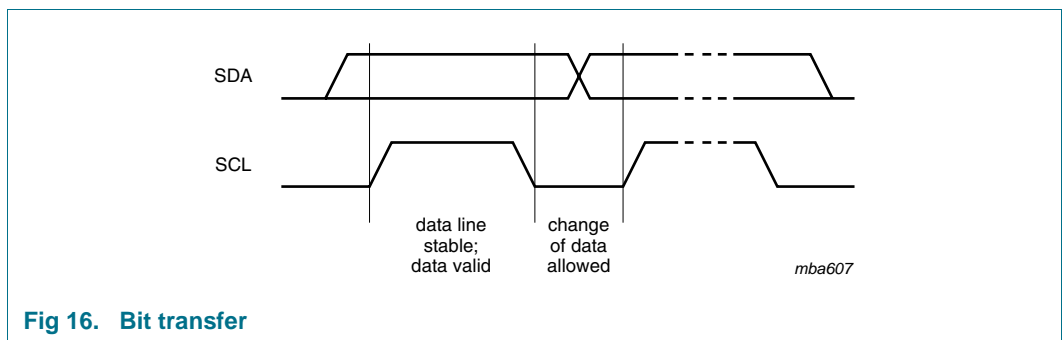 SDA
SCL
data line
stable;
data valid
change
of data
allowed
mba607
Fig 16. Bit transfer